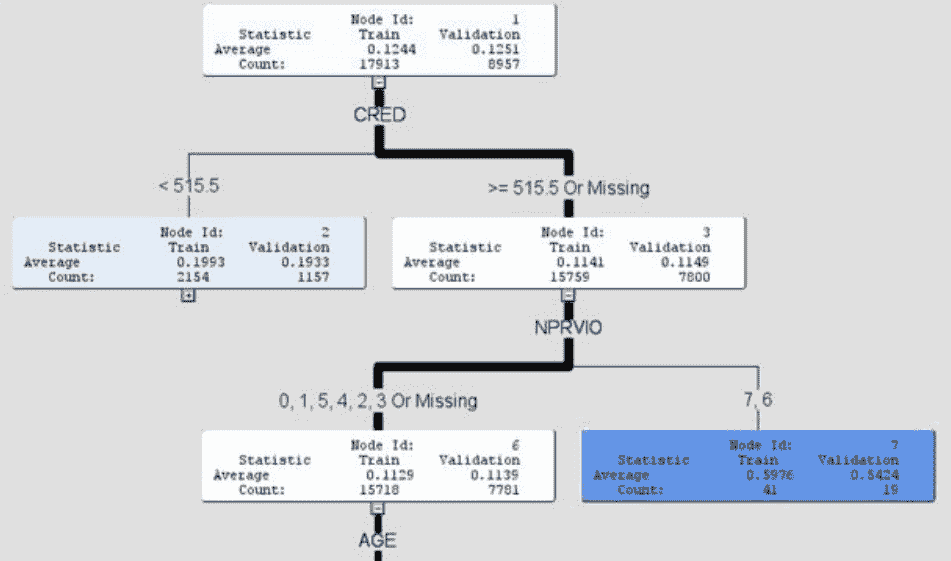 Node Id: 1
Statistic Train Validation
Average 0.1244 0.1251
Count: 17913 8957
CRED
< 515.5
>= 515.5 Or Missing
Node Id: 2
Statistic Train Validation
Average 0.1993 0.1933
Count: 2154 1157
Node Id: 3
Statistic Train Validation
Average 0.1141 0.1149
Count: 15759 7800
NPRVIO
0, 1, 5, 4, 2, 3 Or Missing
7, 6
Node Id: 6
Statistic Train Validation
Average 0.1129 0.1139
Count: 15718 7781
Node Id: 7
Statistic Train Validation
Average 0.5976 0.5424
Count: 41 19
AGE